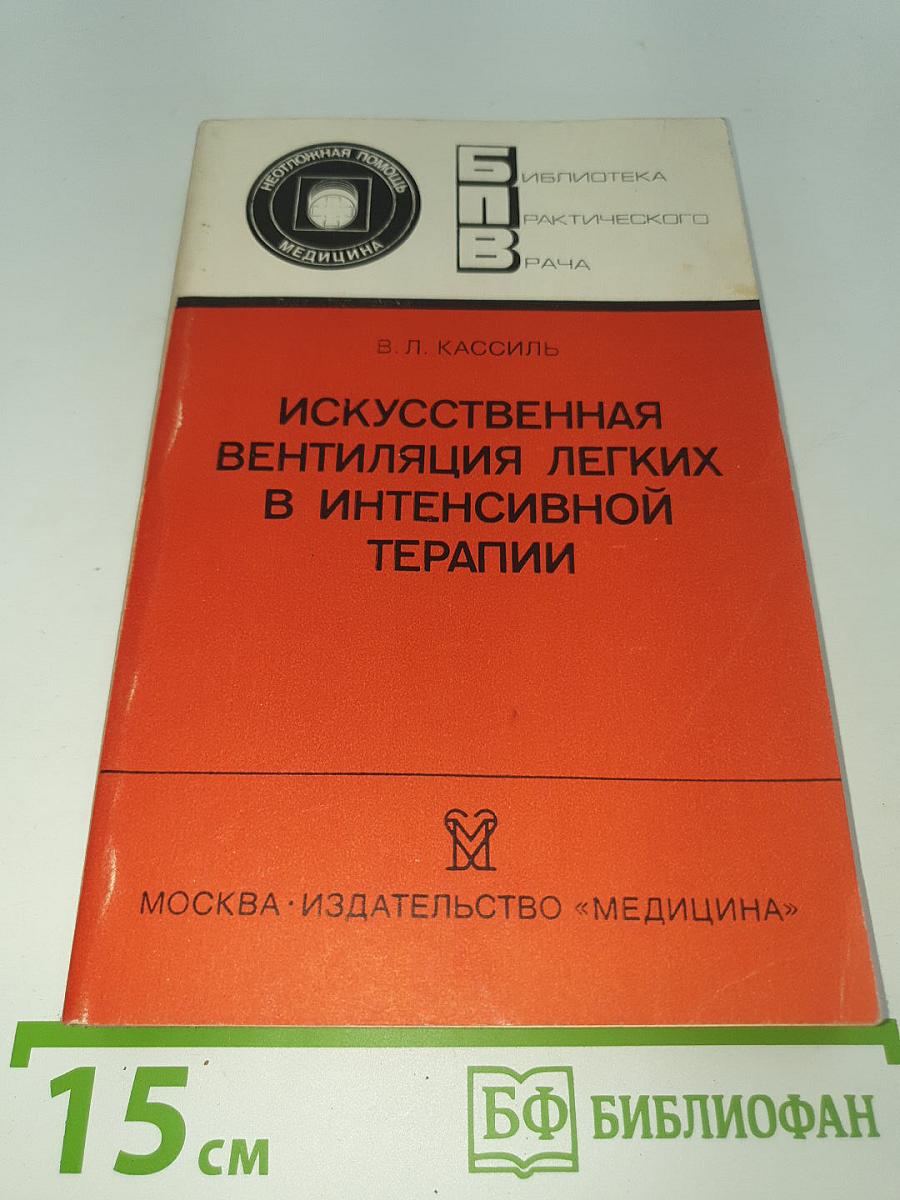 НЕОТЛОЖНАЯ ПОМОЩЬ
МЕДИЦИНА
БИБЛИОТЕКА
ПРАКТИЧЕСКОГО
ВРАЧА
В. Л. КАССИЛЬ
ИСКУССТВЕННАЯ
ВЕНТИЛЯЦИЯ ЛЕГКИХ
В ИНТЕНСИВНОЙ
ТЕРАПИИ
М
МОСКВА · ИЗДАТЕЛЬСТВО «МЕДИЦИНА»
15 см
БФ БИБЛИОФАН